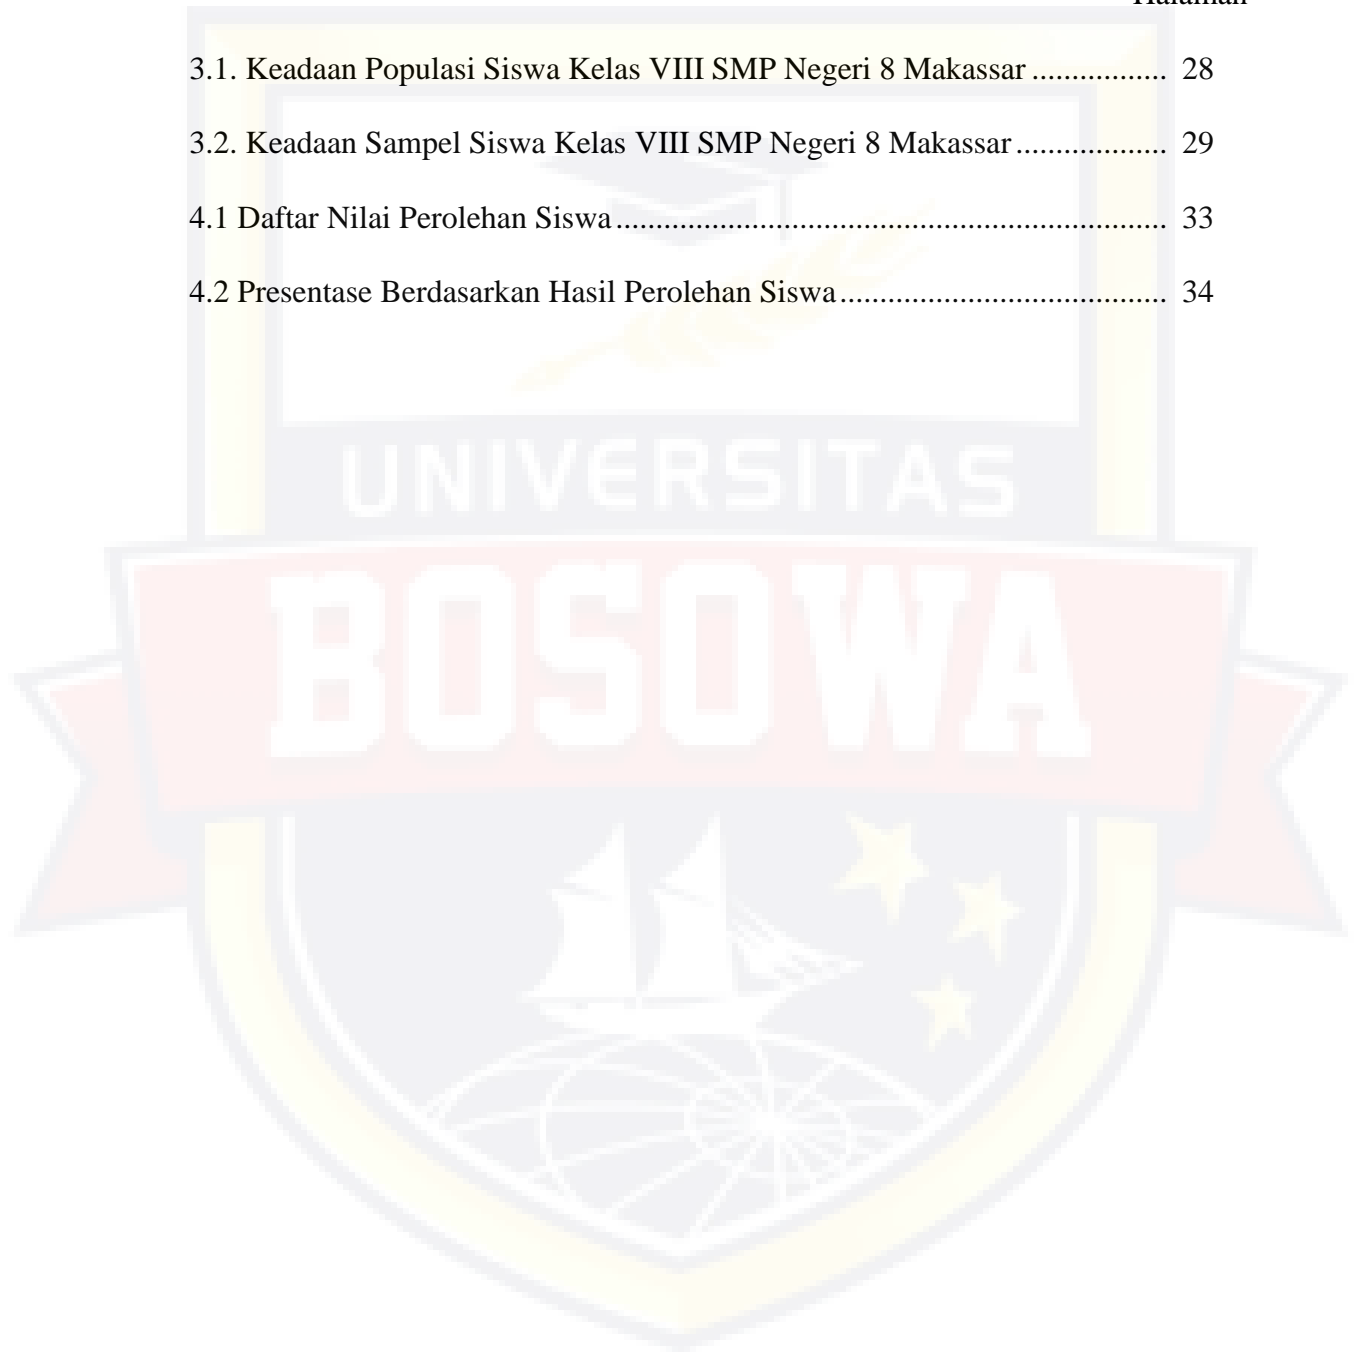 Halaman
3.1. Keadaan Populasi Siswa Kelas VIII SMP Negeri 8 Makassar ................. 28
3.2. Keadaan Sampel Siswa Kelas VIII SMP Negeri 8 Makassar ................... 29
4.1 Daftar Nilai Perolehan Siswa ..................................................................... 33
4.2 Presentase Berdasarkan Hasil Perolehan Siswa ......................................... 34
UNIVERSITAS
BOSOWA